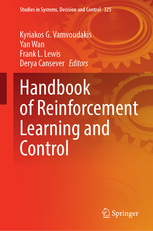 Studies in Systems, Decision and Control 325
Kyriakos G. Vamvoudakis
Yan Wan
Frank L. Lewis
Derya Cansever Editors
Handbook
of Reinforcement
Learning and
Control
Springer